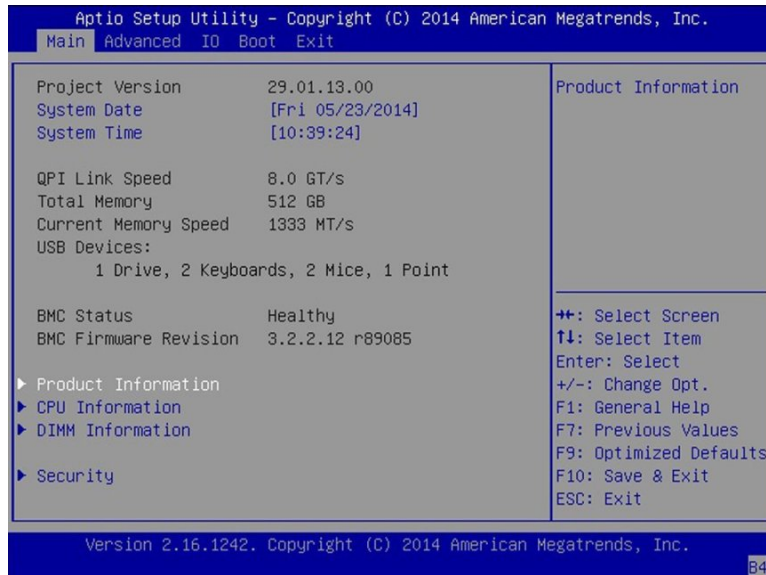 Aptio Setup Utility – Copyright (C) 2014 American Megatrends, Inc.
Main Advanced IO Boot Exit
Project Version 29.01.13.00
System Date [Fri 05/23/2014]
System Time [10:39:24]
QPI Link Speed 8.0 GT/s
Total Memory 512 GB
Current Memory Speed 1333 MT/s
USB Devices:
1 Drive, 2 Keyboards, 2 Mice, 1 Point
BMC Status Healthy
BMC Firmware Revision 3.2.2.12 r89085
Product Information
CPU Information
DIMM Information
Security
Product Information
→←: Select Screen
↑↓: Select Item
Enter: Select
+/-: Change Opt.
F1: General Help
F7: Previous Values
F9: Optimized Defaults
F10: Save & Exit
ESC: Exit
Version 2.16.1242. Copyright (C) 2014 American Megatrends, Inc.
B4